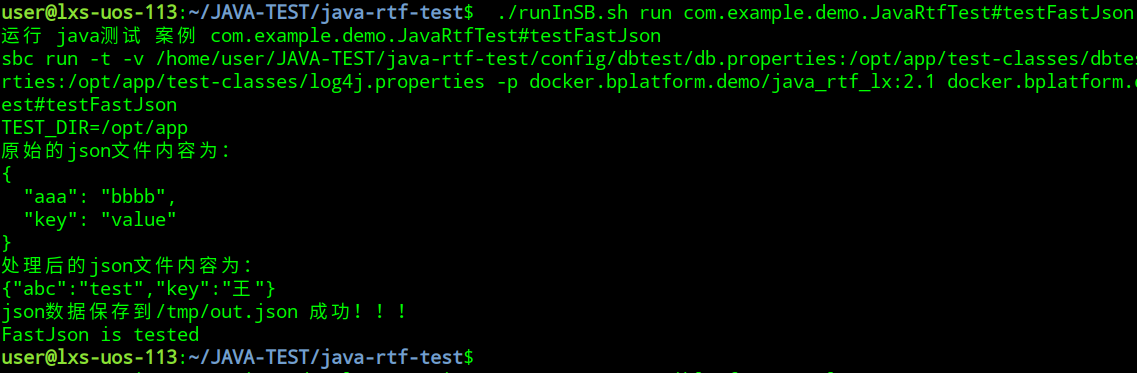 user@lxs-uos-113:~/JAVA-TEST/java-rtf-test$  ./runInSB.sh run com.example.demo.JavaRtfTest#testFastJson
运行 java测试 案例 com.example.demo.JavaRtfTest#testFastJson
sbc run -t -v /home/user/JAVA-TEST/java-rtf-test/config/dbtest/db.properties:/opt/app/test-classes/dbtes
rties:/opt/app/test-classes/log4j.properties -p docker.bplatform.demo/java_rtf_lx:2.1 docker.bplatform.d
est#testFastJson
TEST_DIR=/opt/app
原始的json文件内容为:
{
  "aaa": "bbbb",
  "key": "value"
}
处理后的json文件内容为:
{"abc":"test","key":"王"}
json数据保存到/tmp/out.json 成功！！！
FastJson is tested
user@lxs-uos-113:~/JAVA-TEST/java-rtf-test$